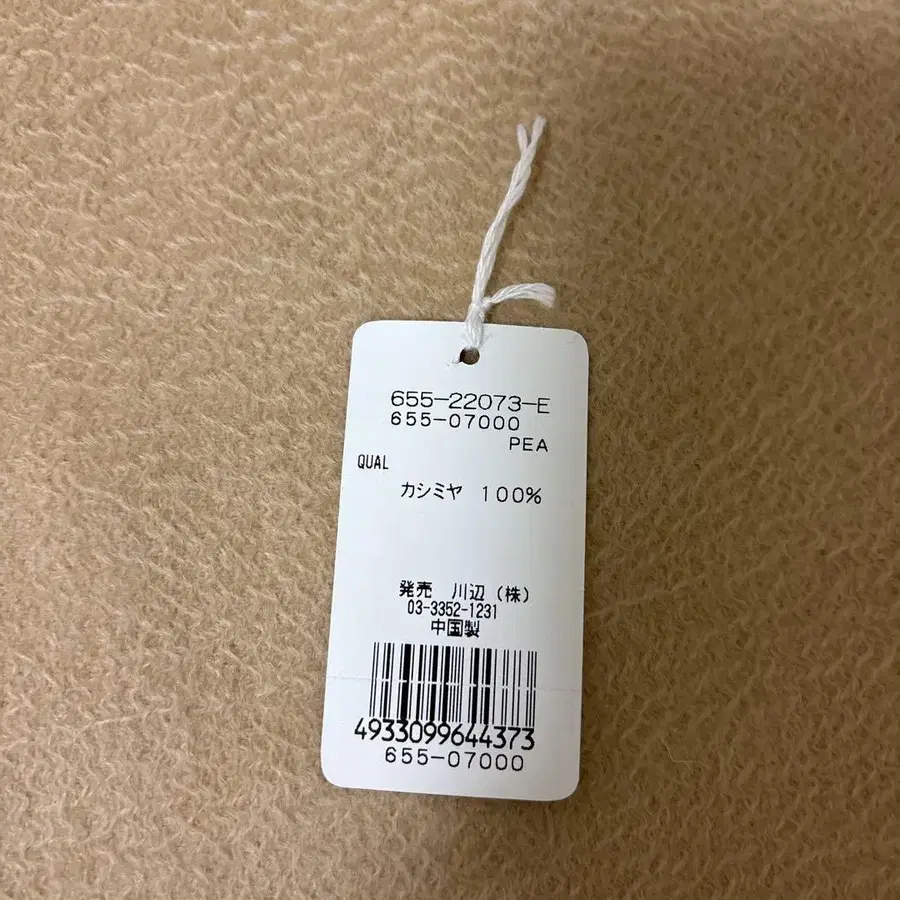 655-22073-E
655-07000
PEA
QUAL
カシミヤ 100%
発売 川辺(株)
03-3352-1231
中国製
4933099644373
655-07000